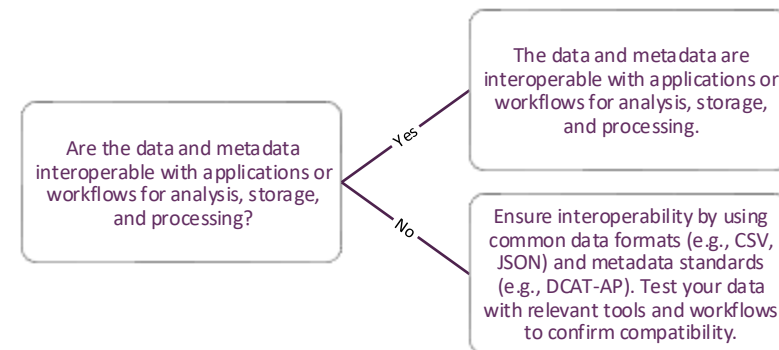 Are the data and metadata
interoperable with applications or
workflows for analysis, storage,
and processing?
Yes
The data and metadata are
interoperable with applications or
workflows for analysis, storage,
and processing.
No
Ensure interoperability by using
common data formats (e.g., CSV,
JSON) and metadata standards
(e.g., DCAT-AP). Test your data
with relevant tools and workflows
to confirm compatibility.